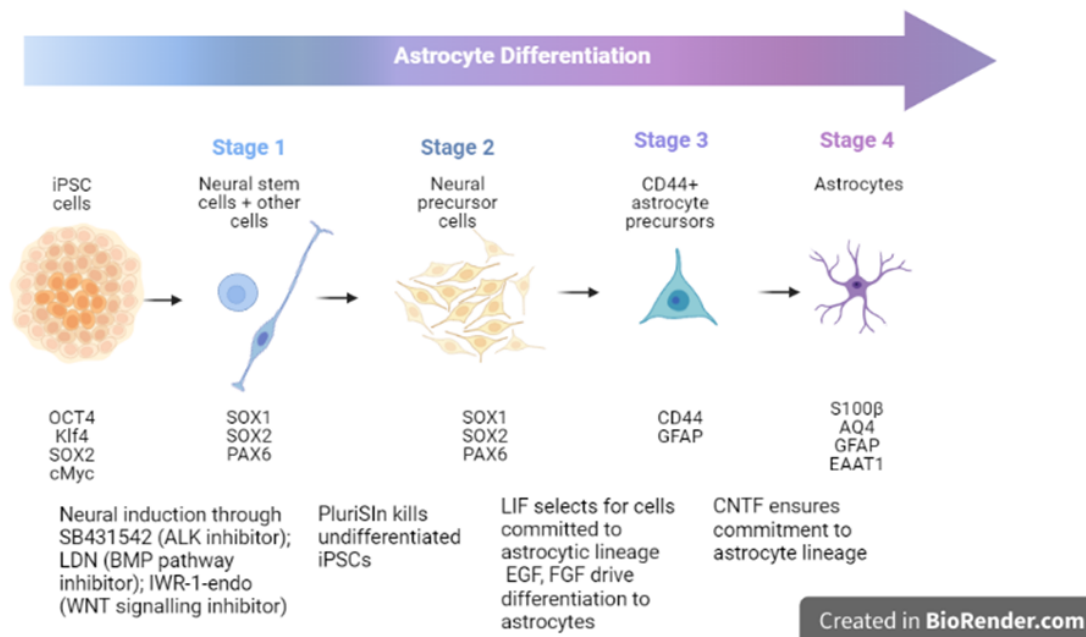 Astrocyte Differentiation
Stage 1
Stage 2
Stage 3
Stage 4
iPSC
cells
Neural stem
cells + other
cells
Neural
precursor
cells
CD44+
astrocyte
precursors
Astrocytes
OCT4
Klf4
SOX2
cMyc
SOX1
SOX2
PAX6
SOX1
SOX2
PAX6
CD44
GFAP
S100β
AQ4
GFAP
EAAT1
Neural induction through
SB431542 (ALK inhibitor);
LDN (BMP pathway
inhibitor); IWR-1-endo
(WNT signalling inhibitor)
PluriSIn kills
undifferentiated
iPSCs
LIF selects for cells
committed to
astrocytic lineage
EGF, FGF drive
differentiation to
astrocytes
CNTF ensures
commitment to
astrocyte lineage
Created in BioRender.com